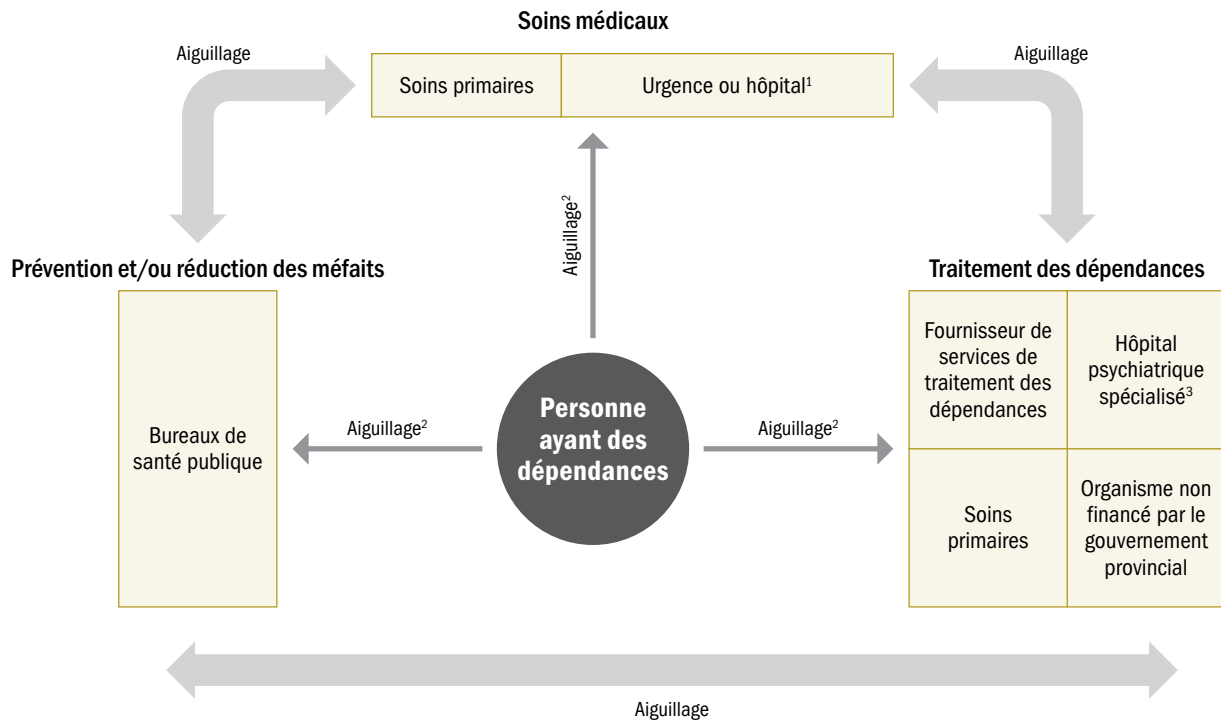 Soins médicaux
Aiguillage
Aiguillage
Soins primaires
Urgence ou hôpital¹
Aiguillage²
Prévention et/ou réduction des méfaits
Traitement des dépendances
Bureaux de
santé publique
Aiguillage²
Personne
ayant des
dépendances
Aiguillage²
Fournisseur de
services de
traitement des
dépendances
Hôpital
psychiatrique
spécialisé³
Soins
primaires
Organisme non
financé par le
gouvernement
provincial
Aiguillage